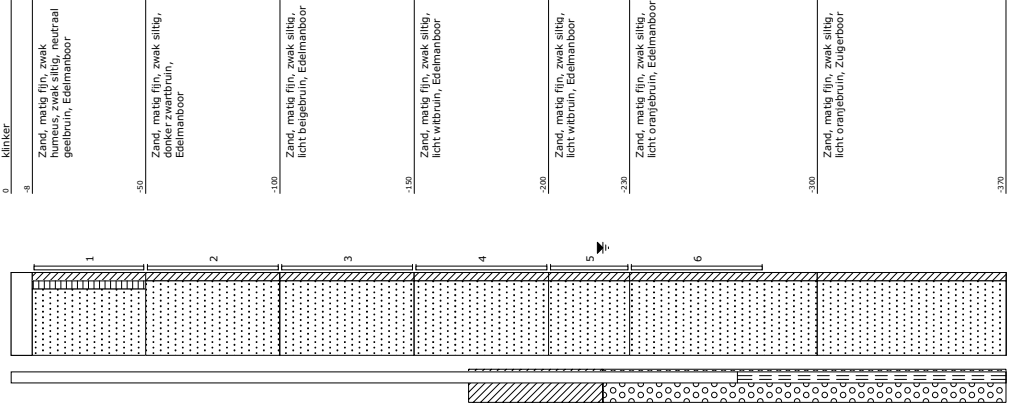 0
klinker
-8
Zand, matig fijn, zwak
humeus, zwak siltig, neutraal
geelbruin, Edelmanboor
-50
Zand, matig fijn, zwak siltig,
donker zwartbruin,
Edelmanboor
-100
Zand, matig fijn, zwak siltig,
licht beigebruin, Edelmanboor
-150
Zand, matig fijn, zwak siltig,
licht witbruin, Edelmanboor
-200
Zand, matig fijn, zwak siltig,
licht witbruin, Edelmanboor
-230
Zand, matig fijn, zwak siltig,
licht oranjebruin, Edelmanboor
-300
Zand, matig fijn, zwak siltig,
licht oranjebruin, Zuigerboor
-370
1
2
3
4
5
6